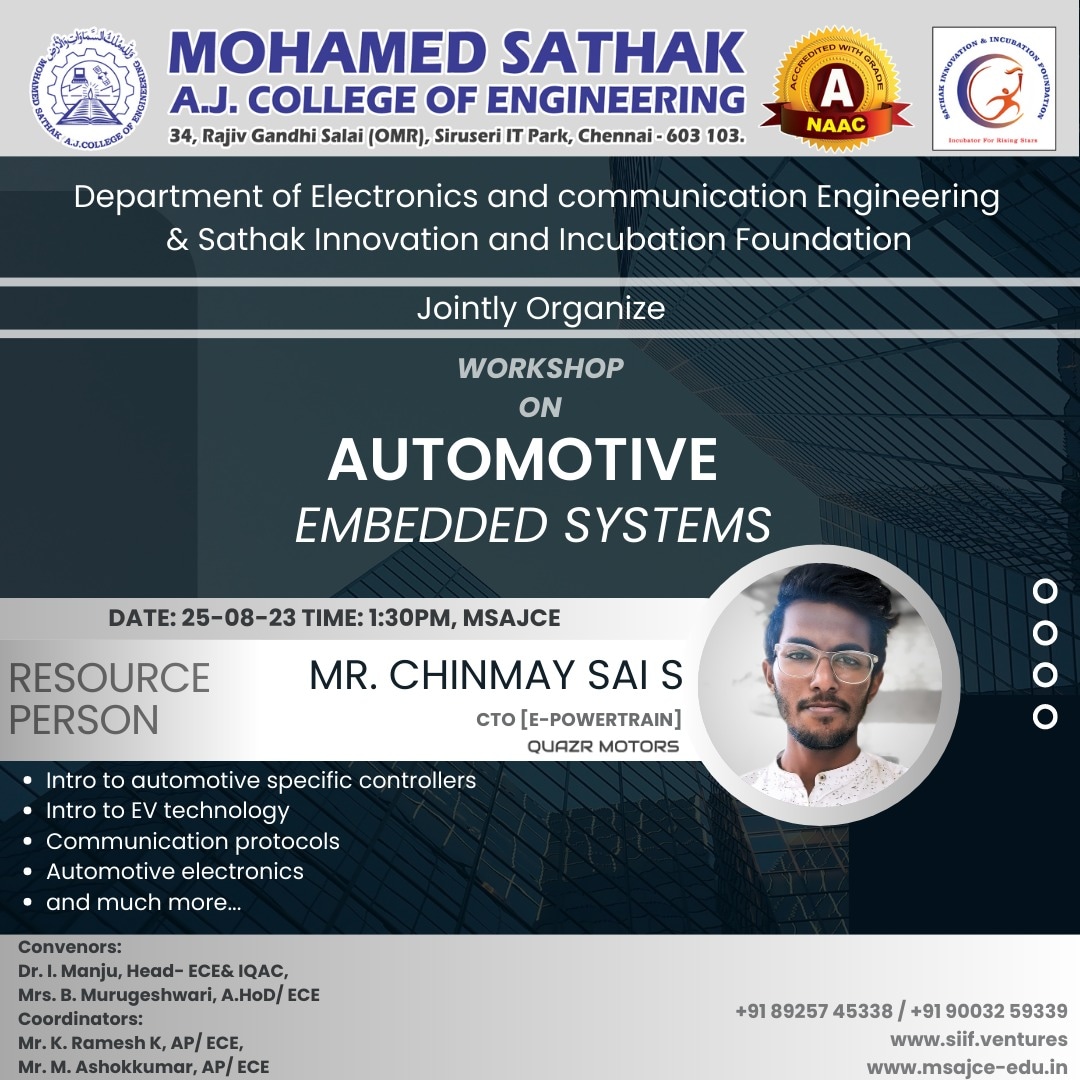 MOHAMED SATHAK
A.J. COLLEGE OF ENGINEERING
34, Rajiv Gandhi Salai (OMR), Siruseri IT Park, Chennai - 603 103.
MOHAMED SATHAK A.J.COLLEGE OF ENGINEERING
ACCREDITED WITH GRADE
A
NAAC
SATHAK INNOVATION & INCUBATION FOUNDATION
Incubator For Rising Stars
Department of Electronics and communication Engineering
& Sathak Innovation and Incubation Foundation
Jointly Organize
WORKSHOP
ON
AUTOMOTIVE
EMBEDDED SYSTEMS
DATE: 25-08-23 TIME: 1:30PM, MSAJCE
RESOURCE
PERSON
MR. CHINMAY SAI S
CTO [E-POWERTRAIN]
QUAZR MOTORS
• Intro to automotive specific controllers
• Intro to EV technology
• Communication protocols
• Automotive electronics
• and much more...
Convenors:
Dr. I. Manju, Head- ECE& IQAC,
Mrs. B. Murugeshwari, A.HoD/ ECE
Coordinators:
Mr. K. Ramesh K, AP/ ECE,
Mr. M. Ashokkumar, AP/ ECE
+91 89257 45338 / +91 90032 59339
www.siif.ventures
www.msajce-edu.in